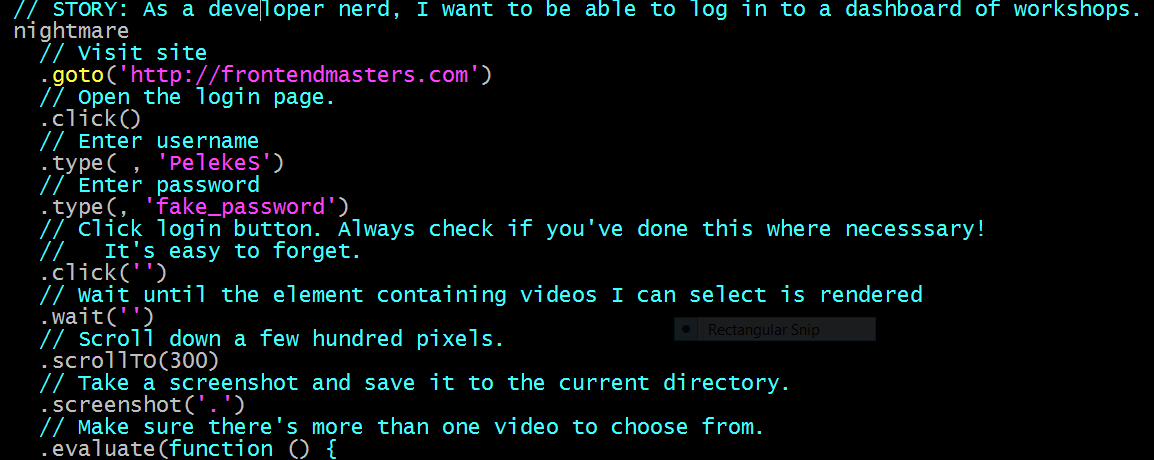 // STORY: As a developer nerd, I want to be able to log in to a dashboard of workshops.
nightmare
// Visit site
.goto('http://frontendmasters.com')
// Open the login page.
.click()
// Enter username
.type( , 'PelekeS')
// Enter password
.type(, 'fake_password')
// Click login button. Always check if you've done this where necesssary!
//   It's easy to forget.
.click('')
// Wait until the element containing videos I can select is rendered
.wait('')
Rectangular Snip
// Scroll down a few hundred pixels.
.scrollTO(300)
// Take a screenshot and save it to the current directory.
.screenshot('.')
// Make sure there's more than one video to choose from.
.evaluate(function () {